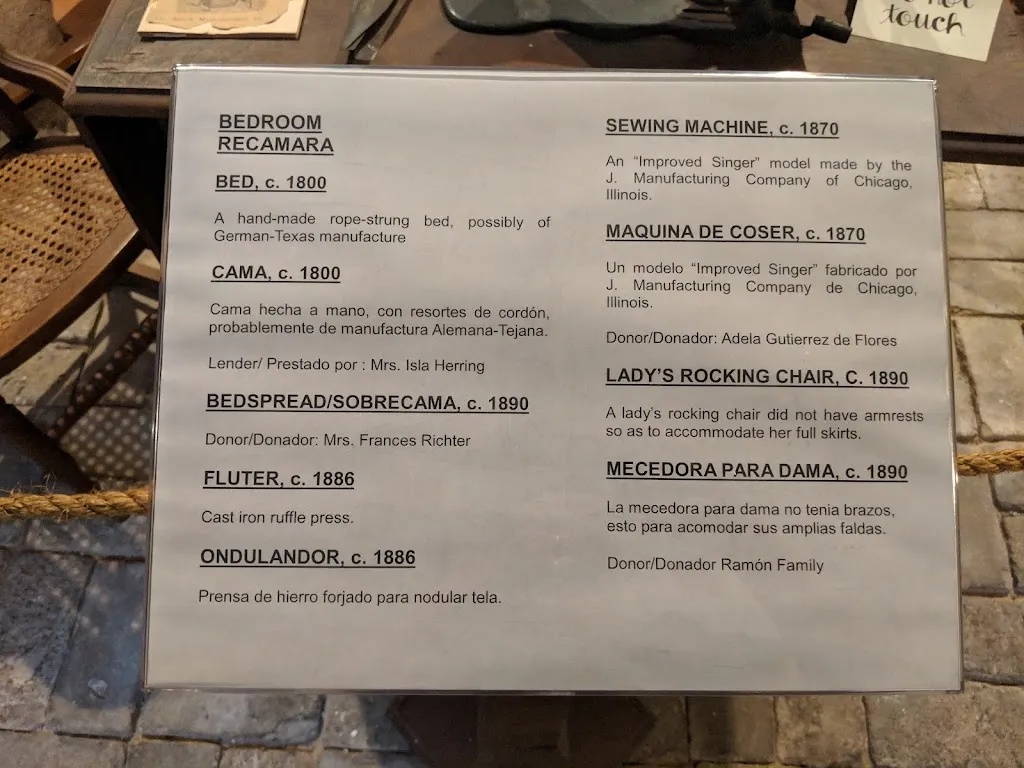 not
touch
BEDROOM
RECAMARA
BED, c. 1800
A hand-made rope-strung bed, possibly of
German-Texas manufacture
CAMA, c. 1800
Cama hecha a mano, con resortes de cordón,
probablemente de manufactura Alemana-Tejana.
Lender/ Prestado por : Mrs. Isla Herring
BEDSPREAD/SOBRECAMA, c. 1890
Donor/Donador: Mrs. Frances Richter
FLUTER, c. 1886
Cast iron ruffle press.
ONDULANDOR, c. 1886
Prensa de hierro forjado para nodular tela.
SEWING MACHINE, c. 1870
An “Improved Singer” model made by the
J. Manufacturing Company of Chicago,
Illinois.
MAQUINA DE COSER, c. 1870
Un modelo “Improved Singer” fabricado por
J. Manufacturing Company de Chicago,
Illinois.
Donor/Donador: Adela Gutierrez de Flores
LADY’S ROCKING CHAIR, C. 1890
A lady’s rocking chair did not have armrests
so as to accommodate her full skirts.
MECEDORA PARA DAMA, c. 1890
La mecedora para dama no tenia brazos,
esto para acomodar sus amplias faldas.
Donor/Donador Ramón Family